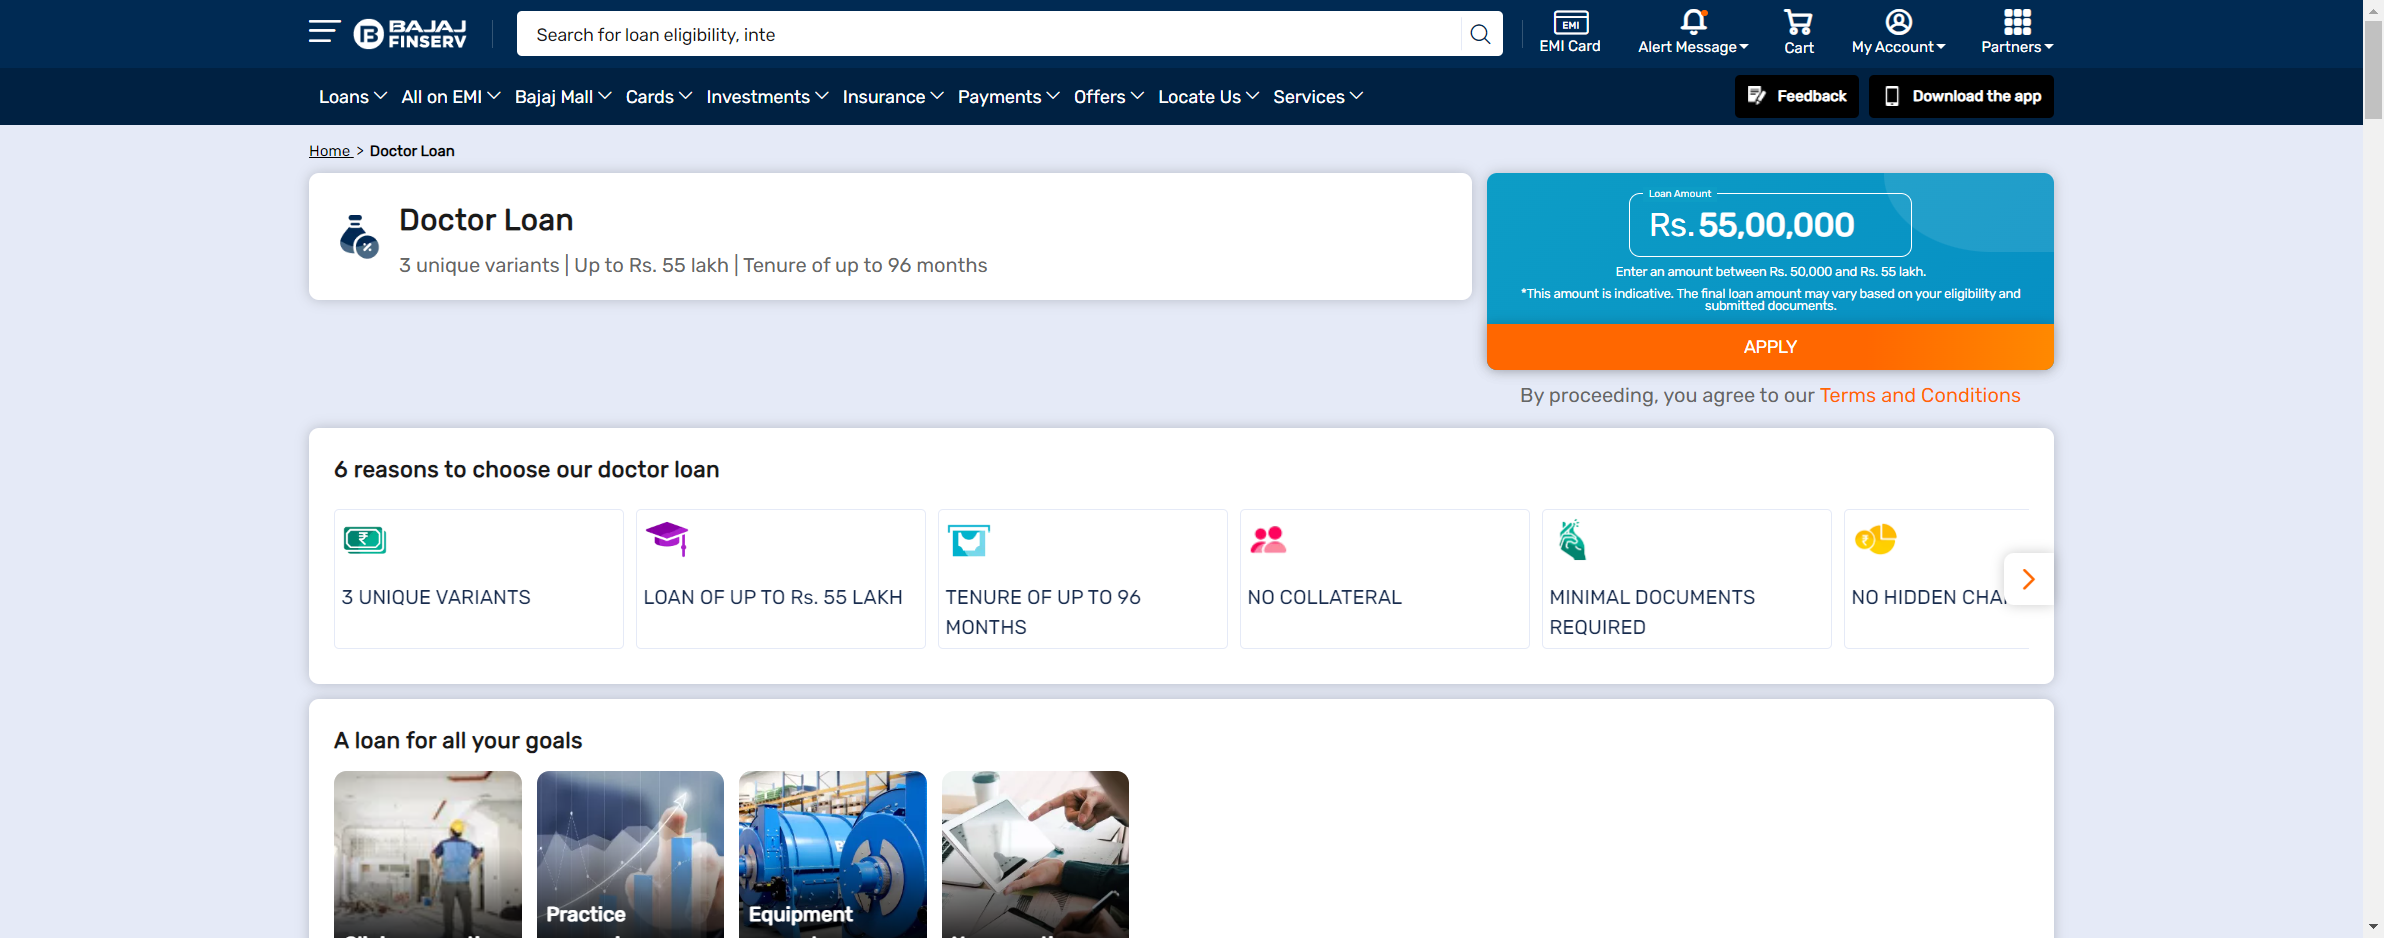 BAJAJ
FINSERV
Search for loan eligibility, inte
EMI
EMI Card
Alert Message
Cart
My Account
Partners
Loans
All on EMI
Bajaj Mall
Cards
Investments
Insurance
Payments
Offers
Locate Us
Services
Feedback
Download the app
Home > Doctor Loan
Doctor Loan
3 unique variants | Up to Rs. 55 lakh | Tenure of up to 96 months
Loan Amount
Rs. 55,00,000
Enter an amount between Rs. 50,000 and Rs. 55 lakh.
*This amount is indicative. The final loan amount may vary based on your eligibility and
submitted documents.
APPLY
By proceeding, you agree to our Terms and Conditions
6 reasons to choose our doctor loan
3 UNIQUE VARIANTS
LOAN OF UP TO Rs. 55 LAKH
TENURE OF UP TO 96
MONTHS
NO COLLATERAL
MINIMAL DOCUMENTS
REQUIRED
NO HIDDEN
A loan for all your goals
Practice
Equipment